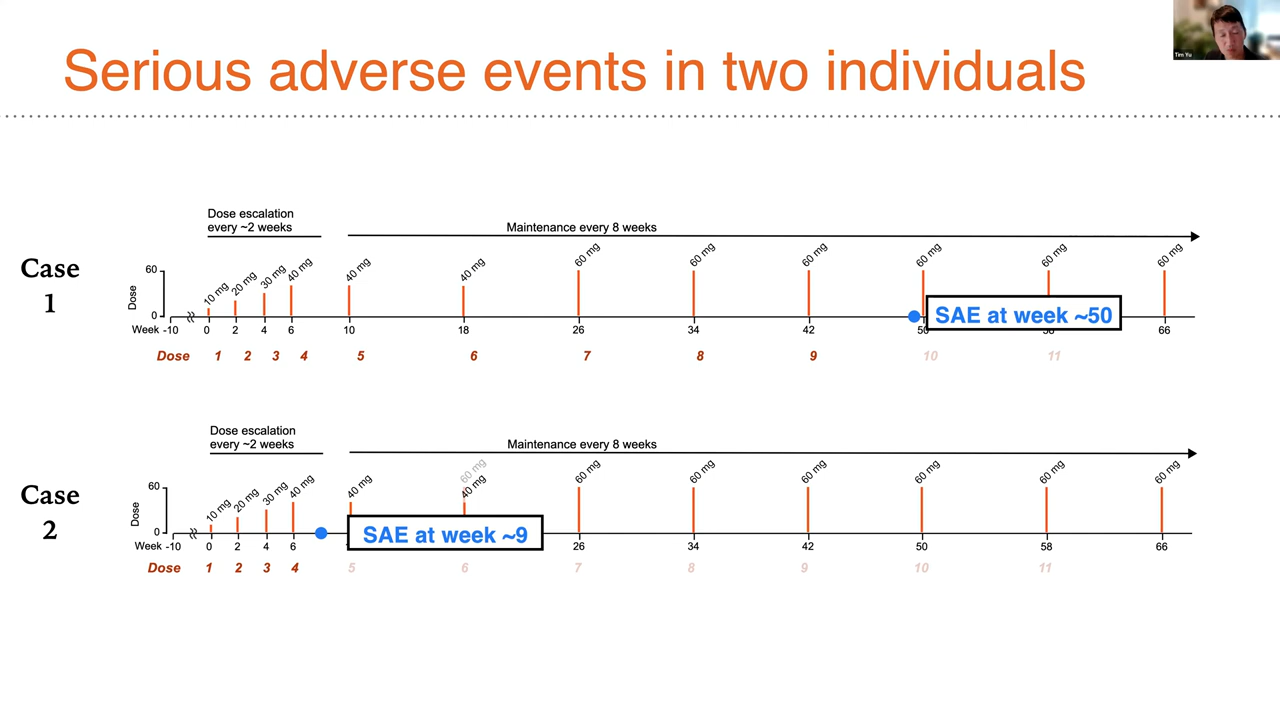 Serious adverse events in two individuals
Tim Yu
Case
1
Dose escalation
every ~2 weeks
Maintenance every 8 weeks
10 mg 20 mg 30 mg 40 mg 40 mg 40 mg 60 mg 60 mg 60 mg 60 mg 60 mg 60 mg
Dose
60
0
SAE at week ~50
Week -10 0 2 4 6 10 18 26 34 42 50 58 66
Dose 1 2 3 4 5 6 7 8 9 10 11
Case
2
Dose escalation
every ~2 weeks
Maintenance every 8 weeks
60 mg
10 mg 20 mg 30 mg 40 mg 40 mg 40 mg 60 mg 60 mg 60 mg 60 mg 60 mg 60 mg
Dose
60
0
SAE at week ~9
Week -10 0 2 4 6 26 34 42 50 58 66
Dose 1 2 3 4 5 6 7 8 9 10 11